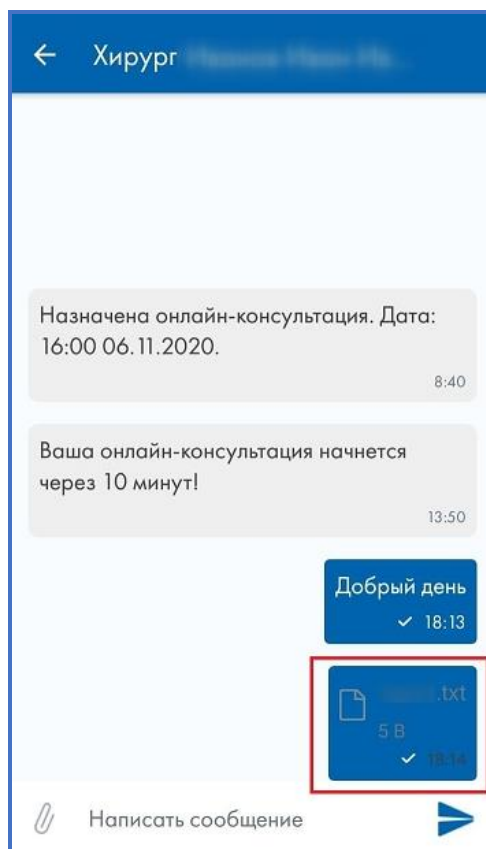 Хирург
Назначена онлайн-консультация. Дата:
16:00 06.11.2020.
8:40
Ваша онлайн-консультация начнется
через 10 минут!
13:50
Добрый день
18:13
.txt
5 B
18:14
Написать сообщение